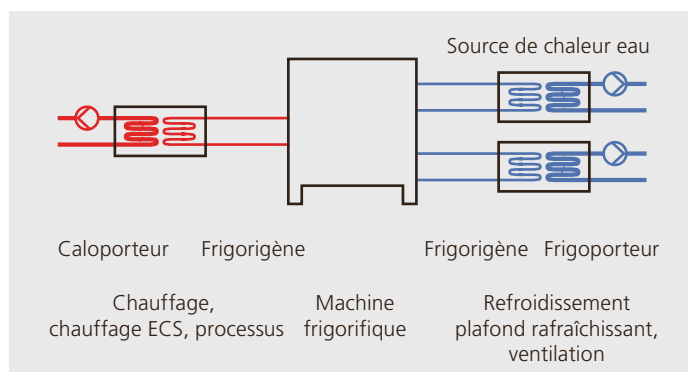 Source de chaleur eau
Caloporteur
Frigorigène
Frigorigène
Frigoporteur
Chauffage,
chauffage ECS, processus
Machine
frigorifique
Refroidissement
plafond rafraîchissant,
ventilation